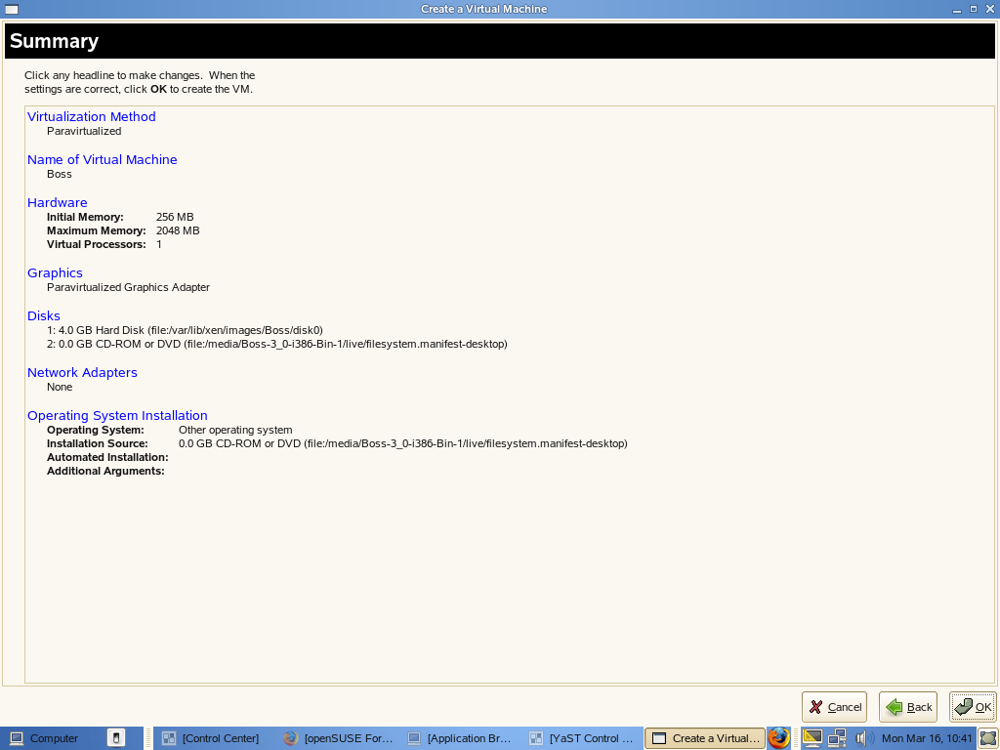 Create a Virtual Machine
Summary
Click any headline to make changes.  When the
settings are correct, click OK to create the VM.
Virtualization Method
Paravirtualized
Name of Virtual Machine
Boss
Hardware
Initial Memory: 256 MB
Maximum Memory: 2048 MB
Virtual Processors: 1
Graphics
Paravirtualized Graphics Adapter
Disks
1: 4.0 GB Hard Disk (file:/var/lib/xen/images/Boss/disk0)
2: 0.0 GB CD-ROM or DVD (file:/media/Boss-3_0-i386-Bin-1/live/filesystem.manifest-desktop)
Network Adapters
None
Operating System Installation
Operating System: Other operating system
Installation Source: 0.0 GB CD-ROM or DVD (file:/media/Boss-3_0-i386-Bin-1/live/filesystem.manifest-desktop)
Automated Installation:
Additional Arguments:
Cancel Back OK
Computer [Control Center] [openSUSE For... [Application Br... [YaST Control ... Create a Virtual... Mon Mar 16, 10:41